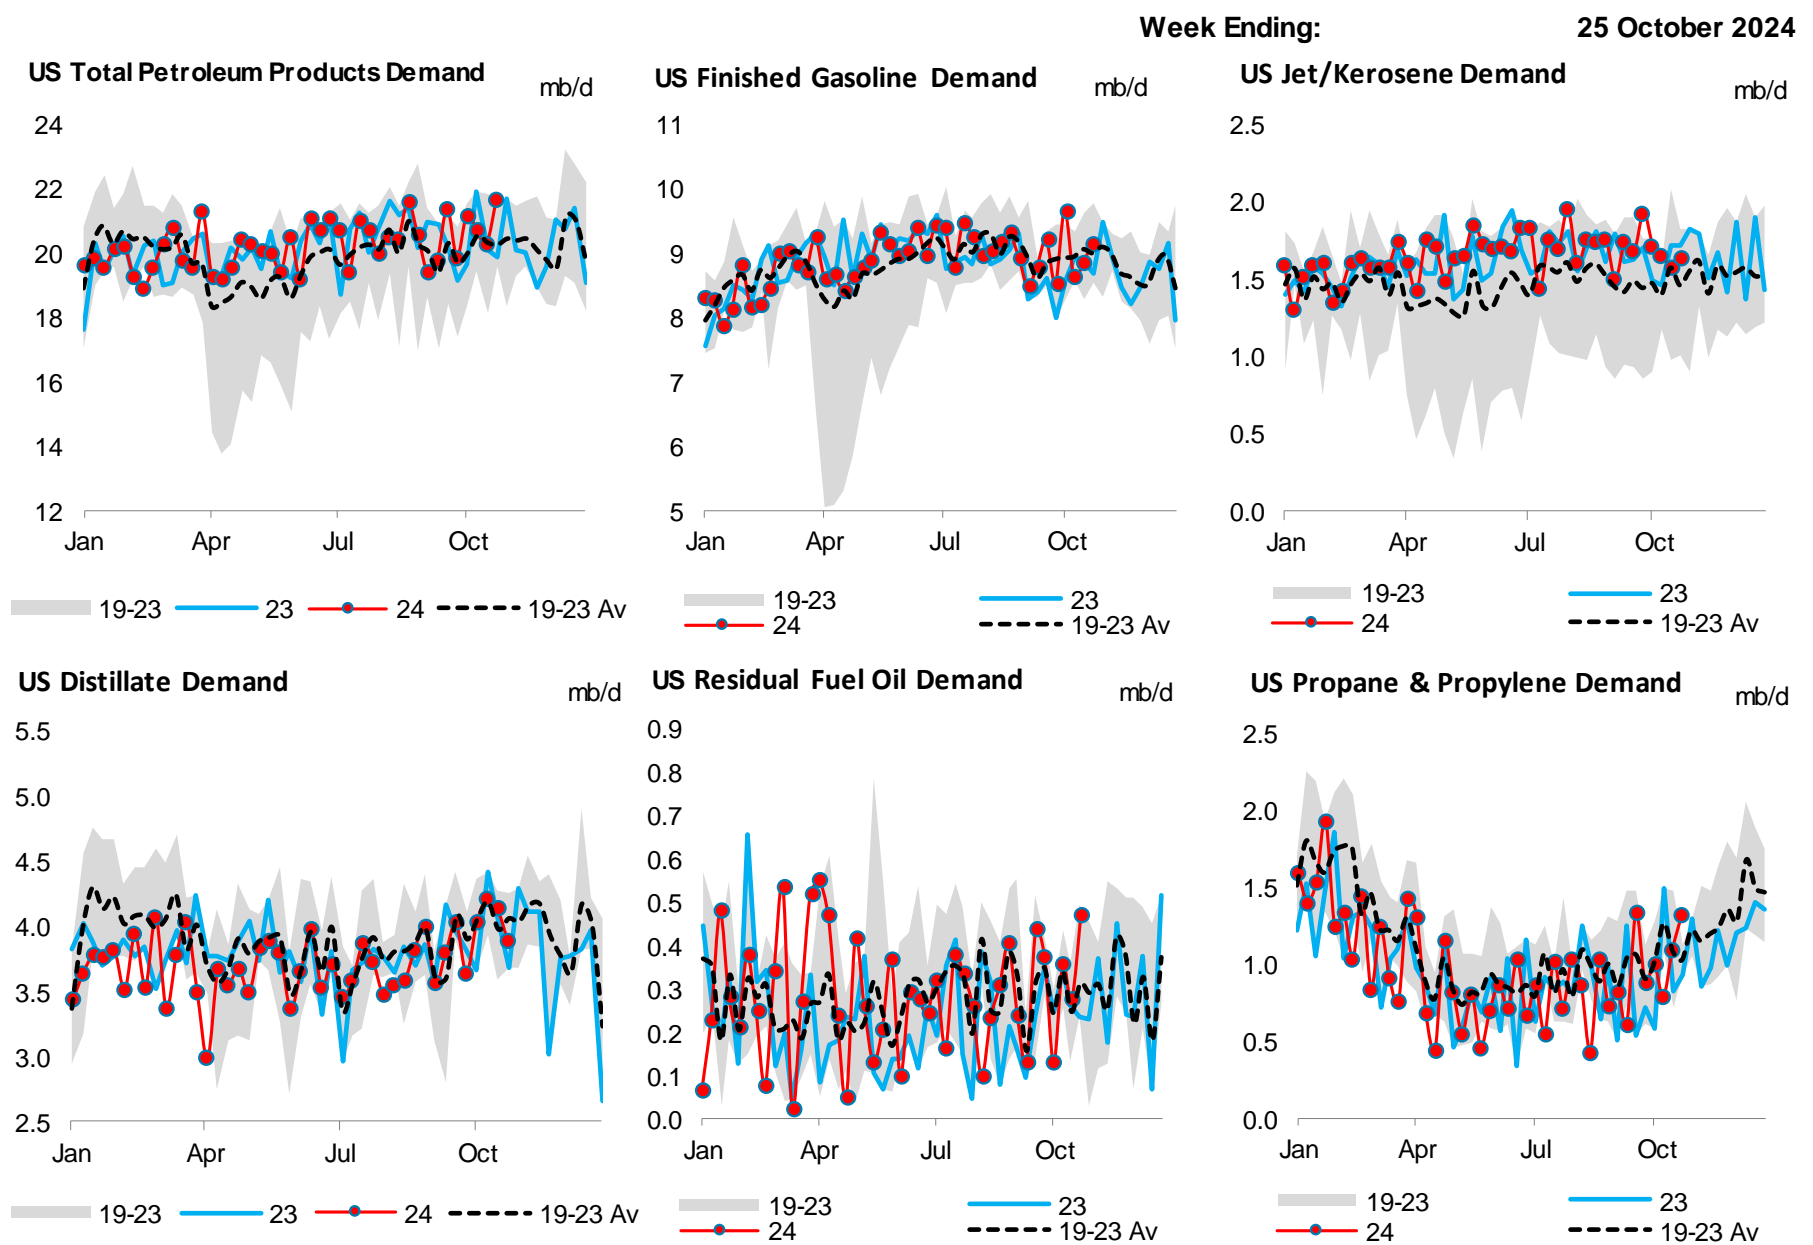 Week Ending: 25 October 2024
US Total Petroleum Products Demand
mb/d
24
22
20
18
16
14
12
Jan Apr Jul Oct
19-23 23 24 19-23 Av
US Finished Gasoline Demand
mb/d
11
10
9
8
7
6
5
Jan Apr Jul Oct
19-23 23
24 19-23 Av
US Jet/Kerosene Demand
mb/d
2.5
2.0
1.5
1.0
0.5
0.0
Jan Apr Jul Oct
19-23 23
24 19-23 Av
US Distillate Demand
mb/d
5.5
5.0
4.5
4.0
3.5
3.0
2.5
Jan Apr Jul Oct
19-23 23 24 19-23 Av
US Residual Fuel Oil Demand
mb/d
0.9
0.8
0.7
0.6
0.5
0.4
0.3
0.2
0.1
0.0
Jan Apr Jul Oct
19-23 23
24 19-23 Av
US Propane & Propylene Demand
mb/d
2.5
2.0
1.5
1.0
0.5
0.0
Jan Apr Jul Oct
19-23 23
24 19-23 Av